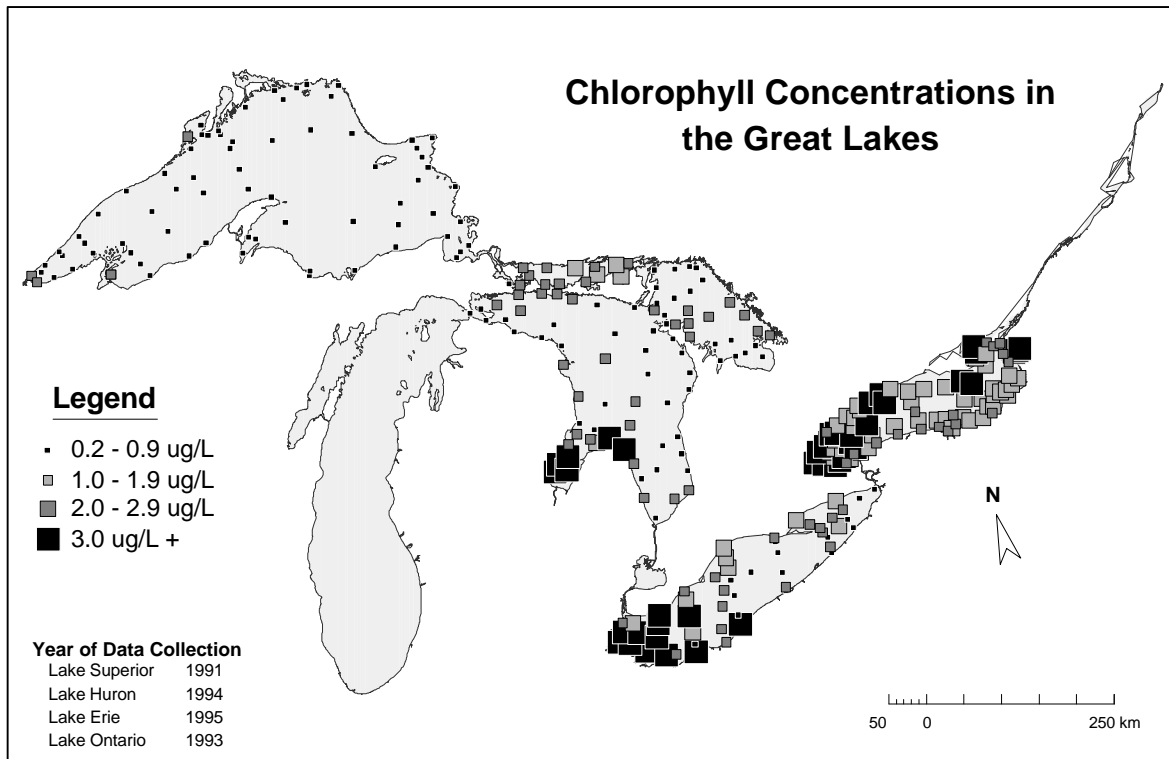 Chlorophyll Concentrations in
the Great Lakes
Legend
0.2 - 0.9 ug/L
1.0 - 1.9 ug/L
2.0 - 2.9 ug/L
3.0 ug/L +
N
Year of Data Collection
Lake Superior 1991
Lake Huron 1994
Lake Erie 1995
Lake Ontario 1993
50 0 250 km